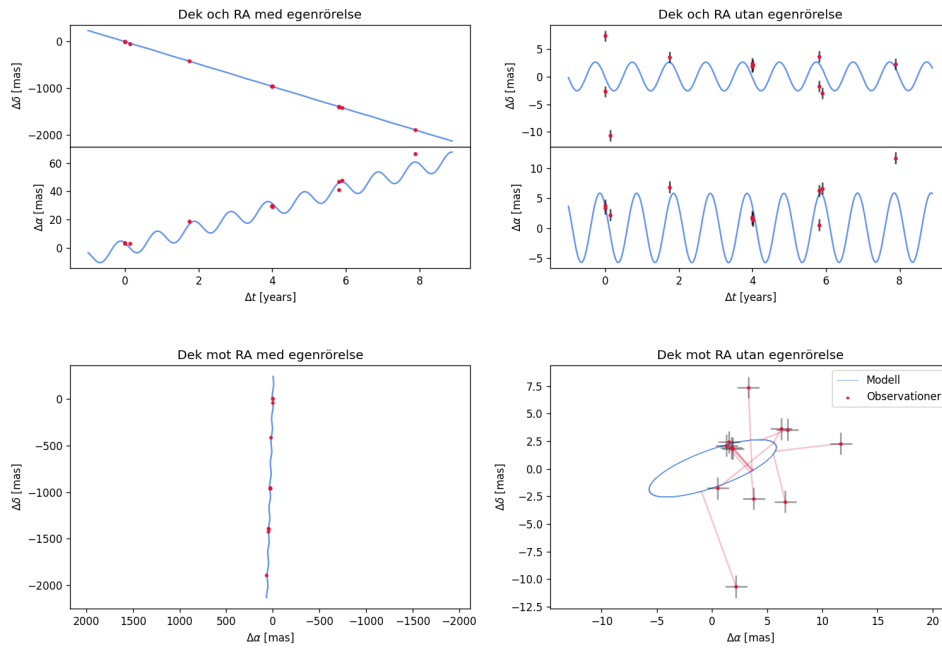 Dek och RA med egenrörelse
Δδ [mas]
0
−1000
−2000
Δα [mas]
60
40
20
0
0 2 4 6 8
Δt [years]
Dek och RA utan egenrörelse
Δδ [mas]
5
0
−5
−10
Δα [mas]
10
5
0
−5
0 2 4 6 8
Δt [years]
Dek mot RA med egenrörelse
Δδ [mas]
0
−500
−1000
−1500
−2000
2000 1500 1000 500 0 −500 −1000 −1500 −2000
Δα [mas]
Dek mot RA utan egenrörelse
Modell
Observationer
Δδ [mas]
7.5
5.0
2.5
0.0
−2.5
−5.0
−7.5
−10.0
−12.5
−10 −5 0 5 10 15 20
Δα [mas]